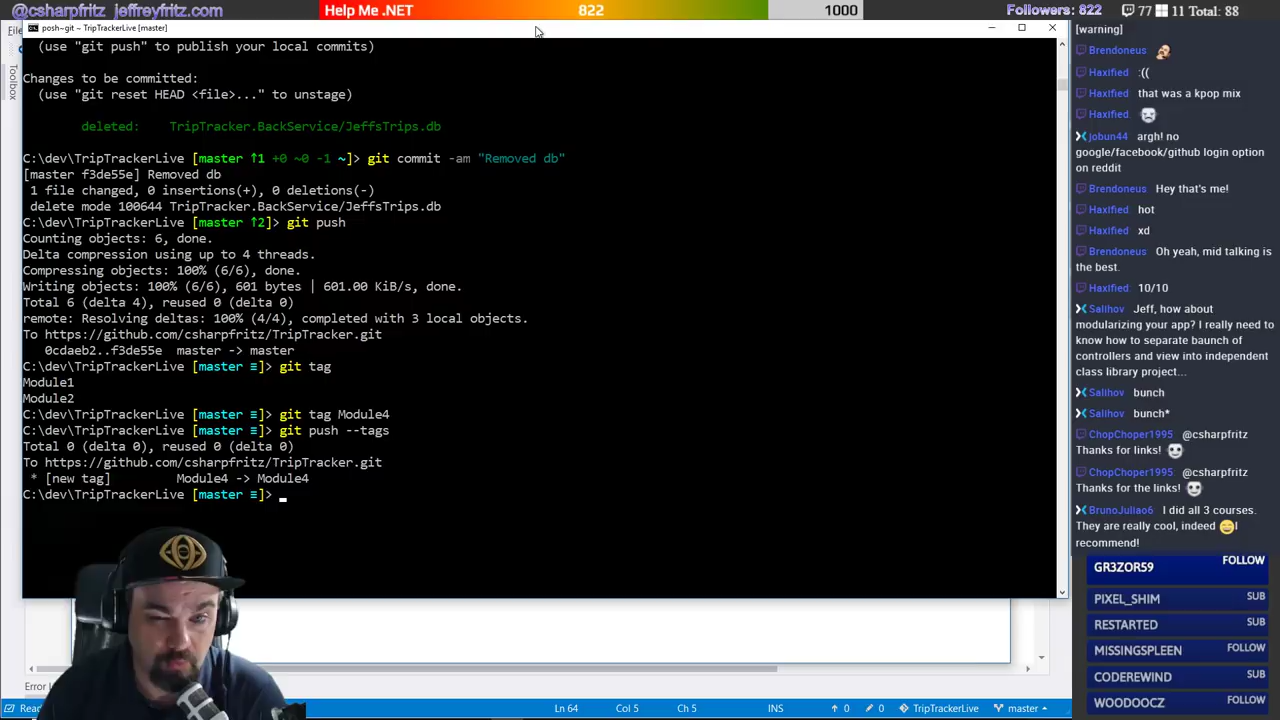 @csharpfritz jeffreyfritz.com
Help Me .NET
822
1000
Followers: 822
77
11
Total: 88
posh~git ~ TripTrackerLive [master]
Toolbox
(use "git push" to publish your local commits)
Changes to be committed:
(use "git reset HEAD <file>..." to unstage)
deleted: TripTracker.BackService/JeffsTrips.db
C:\dev\TripTrackerLive [master ↑1 +0 ~0 -1 ~]> git commit -am "Removed db"
[master f3de55e] Removed db
1 file changed, 0 insertions(+), 0 deletions(-)
delete mode 100644 TripTracker.BackService/JeffsTrips.db
C:\dev\TripTrackerLive [master ↑2]> git push
Counting objects: 6, done.
Delta compression using up to 4 threads.
Compressing objects: 100% (6/6), done.
Writing objects: 100% (6/6), 601 bytes | 601.00 KiB/s, done.
Total 6 (delta 4), reused 0 (delta 0)
remote: Resolving deltas: 100% (4/4), completed with 3 local objects.
To https://github.com/csharpfritz/TripTracker.git
0cdaeb2..f3de55e master -> master
C:\dev\TripTrackerLive [master ≡]> git tag
Module1
Module2
C:\dev\TripTrackerLive [master ≡]> git tag Module4
C:\dev\TripTrackerLive [master ≡]> git push --tags
Total 0 (delta 0), reused 0 (delta 0)
To https://github.com/csharpfritz/TripTracker.git
* [new tag] Module4 -> Module4
C:\dev\TripTrackerLive [master ≡]>
[warning]
Brendoneus
Haxified :((
Haxified that was a kpop mix
Haxified
jobun44 argh! no
google/facebook/github login option
on reddit
Brendoneus Hey that's me!
Haxified hot
Haxified xd
Brendoneus Oh yeah, mid talking is
the best.
Haxified 10/10
Salihov Jeff, how about
modularizing your app? I really need to
know how to separate baunch of
controllers and view into independent
class library project...
Salihov bunch
Salihov bunch*
ChopChoper1995 @csharpfritz
Thanks for links!
ChopChoper1995 @csharpfritz
Thanks for the links!
BrunoJuliao6 I did all 3 courses.
They are really cool, indeed 😄I
recommend!
GR3ZOR59 FOLLOW
PIXEL_SHIM SUB
RESTARTED SUB
MISSINGSPLEEN FOLLOW
CODEREWIND SUB
WOODOOCZ FOLLOW
Error L
Ln 64
Col 5
Ch 5
INS
0
0
TripTrackerLive
master